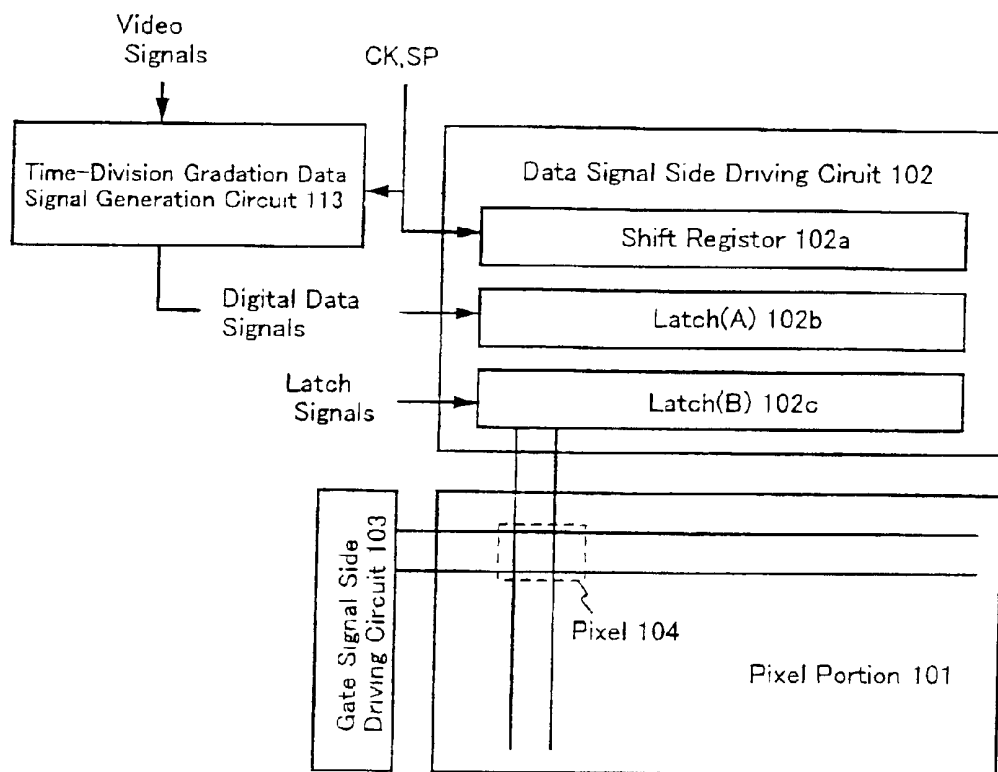 Video
Signals
CK,SP
Time-Division Gradation Data
Signal Generation Circuit 113
Data Signal Side Driving Ciruit 102
Shift Registor 102a
Digital Data
Signals
Latch(A) 102b
Latch
Signals
Latch(B) 102c
Gate Signal Side
Driving Circuit 103
Pixel 104
Pixel Portion 101